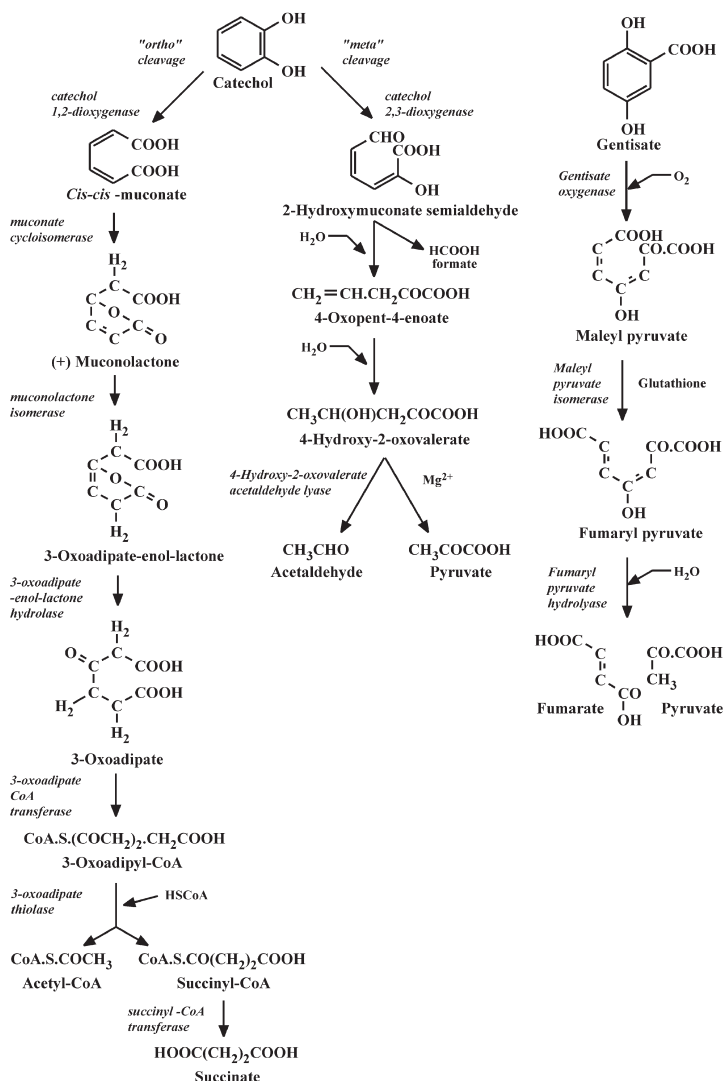 OH
OH
Catechol
"ortho"
cleavage
"meta"
cleavage
catechol
1,2-dioxygenase
COOH
COOH
Cis-cis -muconate
muconate
cycloisomerase
H2
C
C
COOH
C
O
C
C
C
O
(+) Muconolactone
muconolactone
isomerase
H2
C
C
COOH
C
O
C
C
C
O
H2
3-Oxoadipate-enol-lactone
3-oxoadipate
-enol-lactone
hydrolase
H2
O
C
C
COOH
C
COOH
H2
C
H2
3-Oxoadipate
3-oxoadipate
CoA
transferase
CoA.S.(COCH2)2.CH2COOH
3-Oxoadipyl-CoA
3-oxoadipate
thiolase
HSCoA
CoA.S.COCH3
Acetyl-CoA
CoA.S.CO(CH2)2COOH
Succinyl-CoA
succinyl -CoA
transferase
HOOC(CH2)2COOH
Succinate
catechol
2,3-dioxygenase
CHO
COOH
OH
2-Hydroxymuconate semialdehyde
H2O
HCOOH
formate
CH2=CH.CH2COCOOH
4-Oxopent-4-enoate
H2O
CH3CH(OH)CH2COCOOH
4-Hydroxy-2-oxovalerate
4-Hydroxy-2-oxovalerate
acetaldehyde lyase
Mg2+
CH3CHO
Acetaldehyde
CH3COCOOH
Pyruvate
OH
COOH
OH
Gentisate
Gentisate
oxygenase
O2
COOH
C
CO.COOH
C
C
C
OH
Maleyl pyruvate
Maleyl
pyruvate
isomerase
Glutathione
HOOC
C
CO.COOH
C
C
C
OH
Fumaryl pyruvate
Fumaryl
pyruvate
hydrolyase
H2O
HOOC
C
CO.COOH
C
CH3
CO
OH
Fumarate
Pyruvate